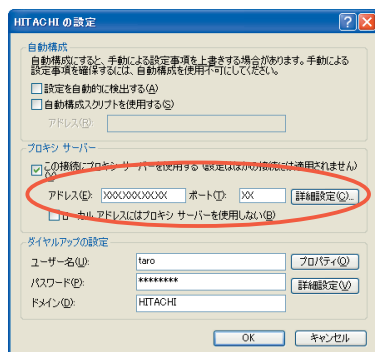 HITACHI の設定
自動構成
自動構成にすると、手動による設定事項を上書きする場合があります。手動による
設定事項を確保するには、自動構成を使用不可にしてください。
設定を自動的に検出する(A)
自動構成スクリプトを使用する(S)
アドレス(R):
プロキシ サーバー
この接続にプロキシ サーバーを使用する (設定はほかの接続には適用されません)
(X)
アドレス(E): XXX.XXX.XX.XX ポート(T): XX 詳細設定(C)...
ローカル アドレスにはプロキシ サーバーを使用しない(B)
ダイヤルアップの設定
ユーザー名(U): taro プロパティ(O)
パスワード(P): ******** 詳細設定(V)
ドメイン(D): HITACHI
OK キャンセル